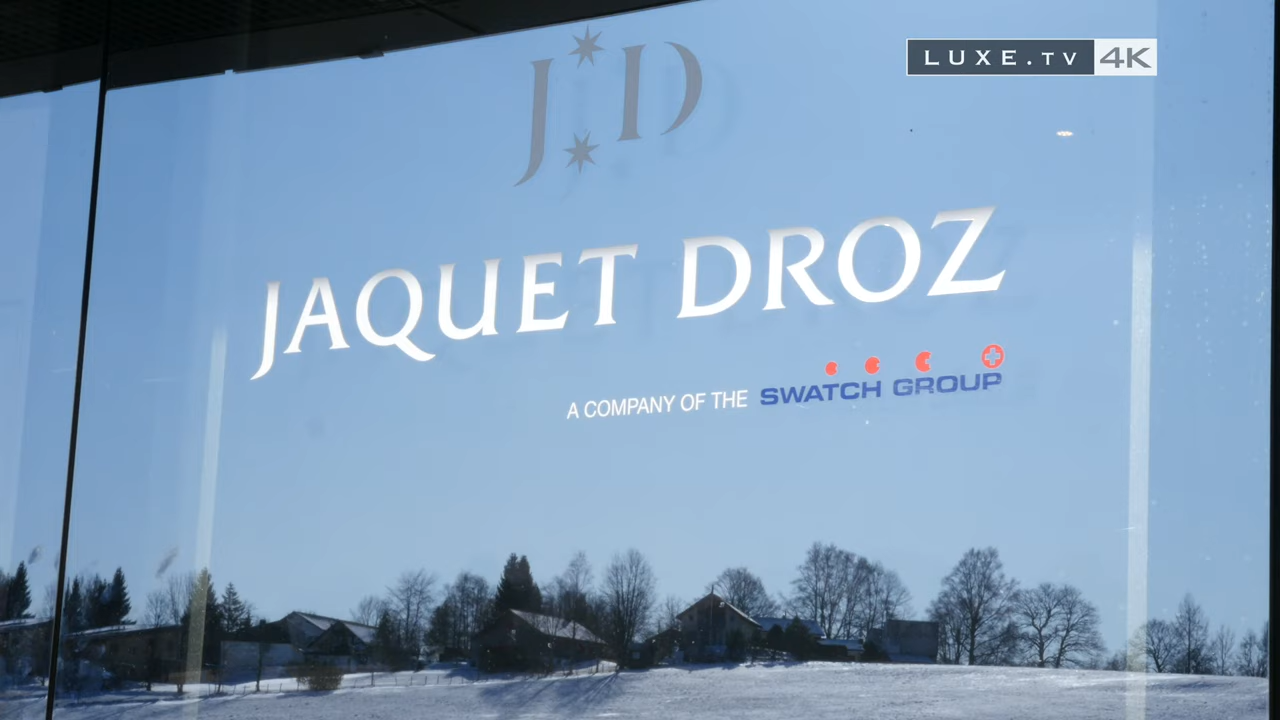 LUXE.TV 4K
JD
JAQUET DROZ
A COMPANY OF THE SWATCH GROUP